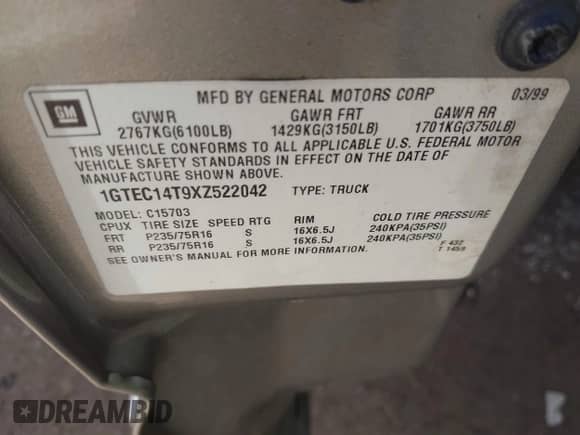 MFD BY GENERAL MOTORS CORP 03/99
GM
GVWR GAWR FRT GAWR RR
2767KG(6100LB) 1429KG(3150LB) 1701KG(3750LB)
THIS VEHICLE CONFORMS TO ALL APPLICABLE U.S. FEDERAL MOTOR
VEHICLE SAFETY STANDARDS IN EFFECT ON THE DATE OF
MANUFACTURE SHOWN ABOVE.
1GTEC14T9XZ522042 TYPE: TRUCK
MODEL: C15703
CPUX TIRE SIZE SPEED RTG RIM COLD TIRE PRESSURE
FRT P235/75R16 S 16X6.5J 240KPA(35PSI)
RR P235/75R16 S 16X6.5J 240KPA(35PSI)
SEE OWNER'S MANUAL FOR MORE INFORMATION.
F 432
T 1459
DREAMBID